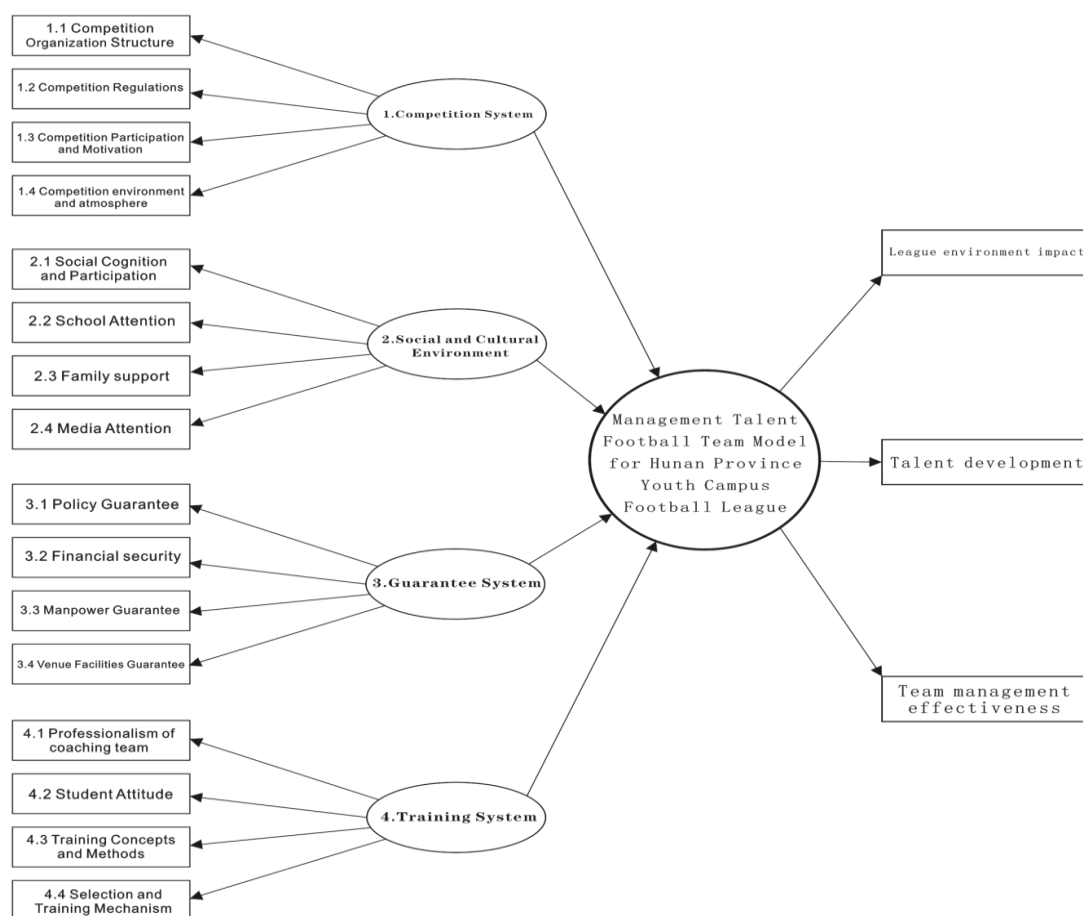 1.1 Competition
Organization Structure
1.2 Competition Regulations
1.3 Competition Participation
and Motivation
1.4 Competition environment
and atmosphere
1.Competition System
2.1 Social Cognition
and Participation
2.2 School Attention
2.3 Family support
2.4 Media Attention
2.Social and Cultural
Environment
3.1 Policy Guarantee
3.2 Financial security
3.3 Manpower Guarantee
3.4 Venue Facilities Guarantee
3.Guarantee System
4.1 Professionalism of
coaching team
4.2 Student Attitude
4.3 Training Concepts
and Methods
4.4 Selection and
Training Mechanism
4.Training System
Management Talent
Football Team Model
for Hunan Province
Youth Campus
Football League
League environment impact
Talent development
Team management
effectiveness